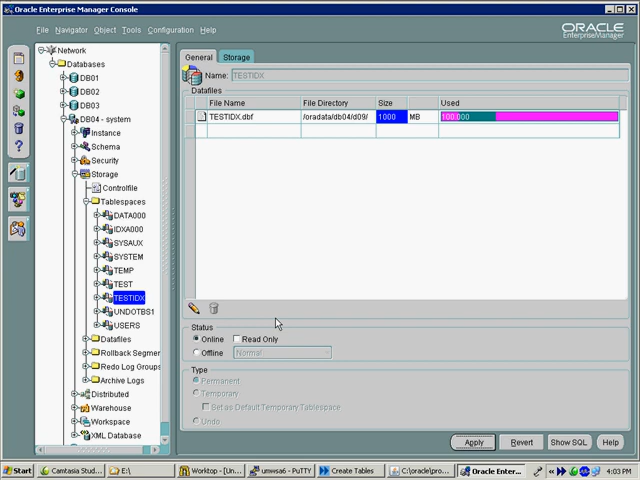 Oracle Enterprise Manager Console
File Navigator Object Tools Configuration Help
ORACLE
EnterpriseManager
Network
Databases
DB01
DB02
DB03
DB04 - system
Instance
Schema
Security
Storage
Controlfile
Tablespaces
DATA000
IDXA000
SYSAUX
SYSTEM
TEMP
TEST
TESTIDX
UNDOTBS1
USERS
Datafiles
Rollback Segmer
Redo Log Groups
Archive Logs
Distributed
Warehouse
Workspace
XML Database
General Storage
Name: TESTIDX
Datafiles
File Name File Directory Size Used
TESTIDX.dbf /oradata/db04/d09/ 1000 MB 100.000
Status
Online Read Only
Offline Normal
Type
Permanent
Temporary
Set as Default Temporary Tablespace
Undo
Apply Revert Show SQL Help
Start Camtasia Stud... E:\ Worktop - [Un... umwsa6 - PuTTY Create Tables C:\oracle\pro... Oracle Enter... 4:03 PM